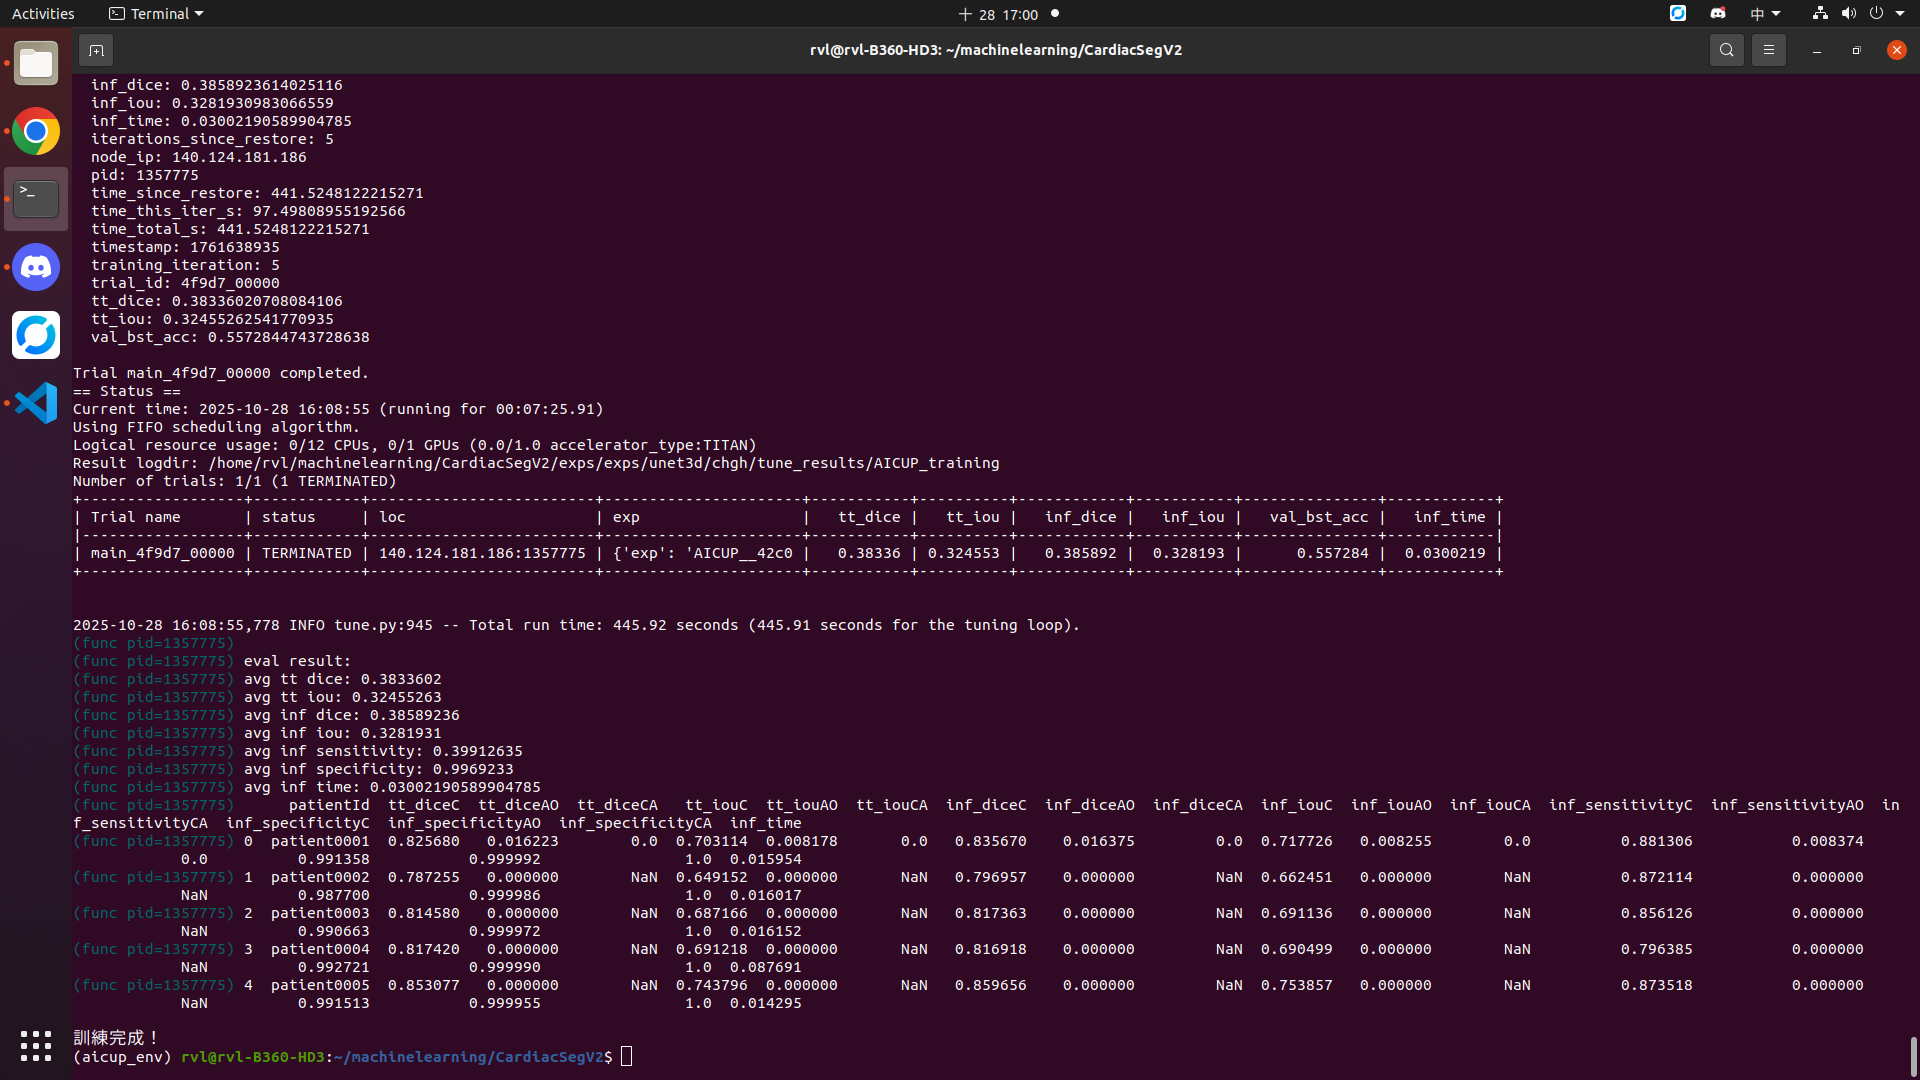 Activities
Terminal
十 28 17:00
中
rvl@rvl-B360-HD3: ~/machinelearning/CardiacSegV2
inf_dice: 0.3858923614025116
inf_iou: 0.3281930983066559
inf_time: 0.03002190589904785
iterations_since_restore: 5
node_ip: 140.124.181.186
pid: 1357775
time_since_restore: 441.5248122215271
time_this_iter_s: 97.49808955192566
time_total_s: 441.5248122215271
timestamp: 1761638935
training_iteration: 5
trial_id: 4f9d7_00000
tt_dice: 0.38336020708084106
tt_iou: 0.32455262541770935
val_bst_acc: 0.5572844743728638
Trial main_4f9d7_00000 completed.
== Status ==
Current time: 2025-10-28 16:08:55 (running for 00:07:25.91)
Using FIFO scheduling algorithm.
Logical resource usage: 0/12 CPUs, 0/1 GPUs (0.0/1.0 accelerator_type:TITAN)
Result logdir: /home/rvl/machinelearning/CardiacSegV2/exps/exps/unet3d/chgh/tune_results/AICUP_training
Number of trials: 1/1 (1 TERMINATED)
+------------------+------------+-------------------------+----------------------+-----------+----------+------------+-----------+---------------+------------+
| Trial name       | status     | loc                     | exp                  |   tt_dice |   tt_iou |   inf_dice |   inf_iou |   val_bst_acc |   inf_time |
|------------------+------------+-------------------------+----------------------+-----------+----------+------------+-----------+---------------+------------|
| main_4f9d7_00000 | TERMINATED | 140.124.181.186:1357775 | {'exp': 'AICUP__42c0 |   0.38336 | 0.324553 |   0.385892 |  0.328193 |      0.557284 |  0.0300219 |
+------------------+------------+-------------------------+----------------------+-----------+----------+------------+-----------+---------------+------------+
2025-10-28 16:08:55,778 INFO tune.py:945 -- Total run time: 445.92 seconds (445.91 seconds for the tuning loop).
(func pid=1357775)
(func pid=1357775) eval result:
(func pid=1357775) avg tt dice: 0.3833602
(func pid=1357775) avg tt iou: 0.32455263
(func pid=1357775) avg inf dice: 0.38589236
(func pid=1357775) avg inf iou: 0.3281931
(func pid=1357775) avg inf sensitivity: 0.39912635
(func pid=1357775) avg inf specificity: 0.9969233
(func pid=1357775) avg inf time: 0.03002190589904785
(func pid=1357775)      patientId  tt_diceC  tt_diceAO  tt_diceCA  tt_iouC  tt_iouAO  tt_iouCA  inf_diceC  inf_diceAO  inf_diceCA  inf_iouC  inf_iouAO  inf_iouCA  inf_sensitivityC  inf_sensitivityAO  in
f_sensitivityCA  inf_specificityC  inf_specificityAO  inf_specificityCA  inf_time
(func pid=1357775) 0  patient0001  0.825680  0.016223  0.0  0.703114  0.008178  0.0  0.835670  0.016375  0.0  0.717726  0.008255  0.0  0.881306  0.008374
0.0  0.991358  0.999992  1.0  0.015954
(func pid=1357775) 1  patient0002  0.787255  0.000000  NaN  0.649152  0.000000  NaN  0.796957  0.000000  NaN  0.662451  0.000000  NaN  0.872114  0.000000
NaN  0.987700  0.999986  1.0  0.016017
(func pid=1357775) 2  patient0003  0.814580  0.000000  NaN  0.687166  0.000000  NaN  0.817363  0.000000  NaN  0.691136  0.000000  NaN  0.856126  0.000000
NaN  0.990663  0.999972  1.0  0.016152
(func pid=1357775) 3  patient0004  0.817420  0.000000  NaN  0.691218  0.000000  NaN  0.816918  0.000000  NaN  0.690499  0.000000  NaN  0.796385  0.000000
NaN  0.992721  0.999990  1.0  0.087691
(func pid=1357775) 4  patient0005  0.853077  0.000000  NaN  0.743796  0.000000  NaN  0.859656  0.000000  NaN  0.753857  0.000000  NaN  0.873518  0.000000
NaN  0.991513  0.999955  1.0  0.014295
訓練完成！
(aicup_env) rvl@rvl-B360-HD3:~/machinelearning/CardiacSegV2$